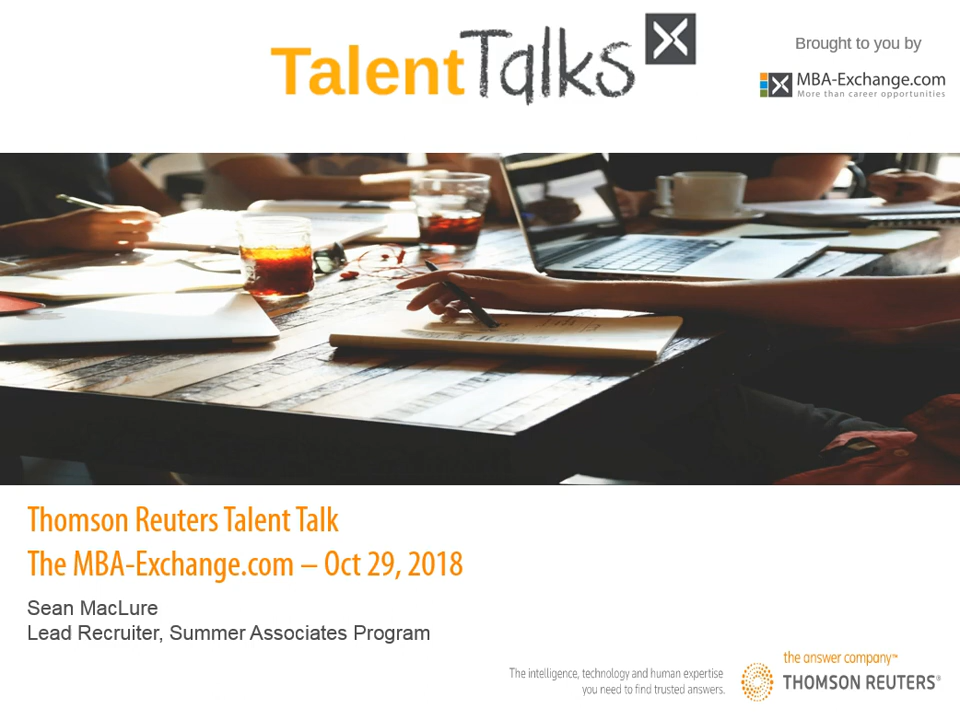 TalentTalks
Brought to you by
MBA-Exchange.com
More than career opportunities
Thomson Reuters Talent Talk
The MBA-Exchange.com – Oct 29, 2018
Sean MacLure
Lead Recruiter, Summer Associates Program
the answer company™
The intelligence, technology and human expertise
you need to find trusted answers.
THOMSON REUTERS®